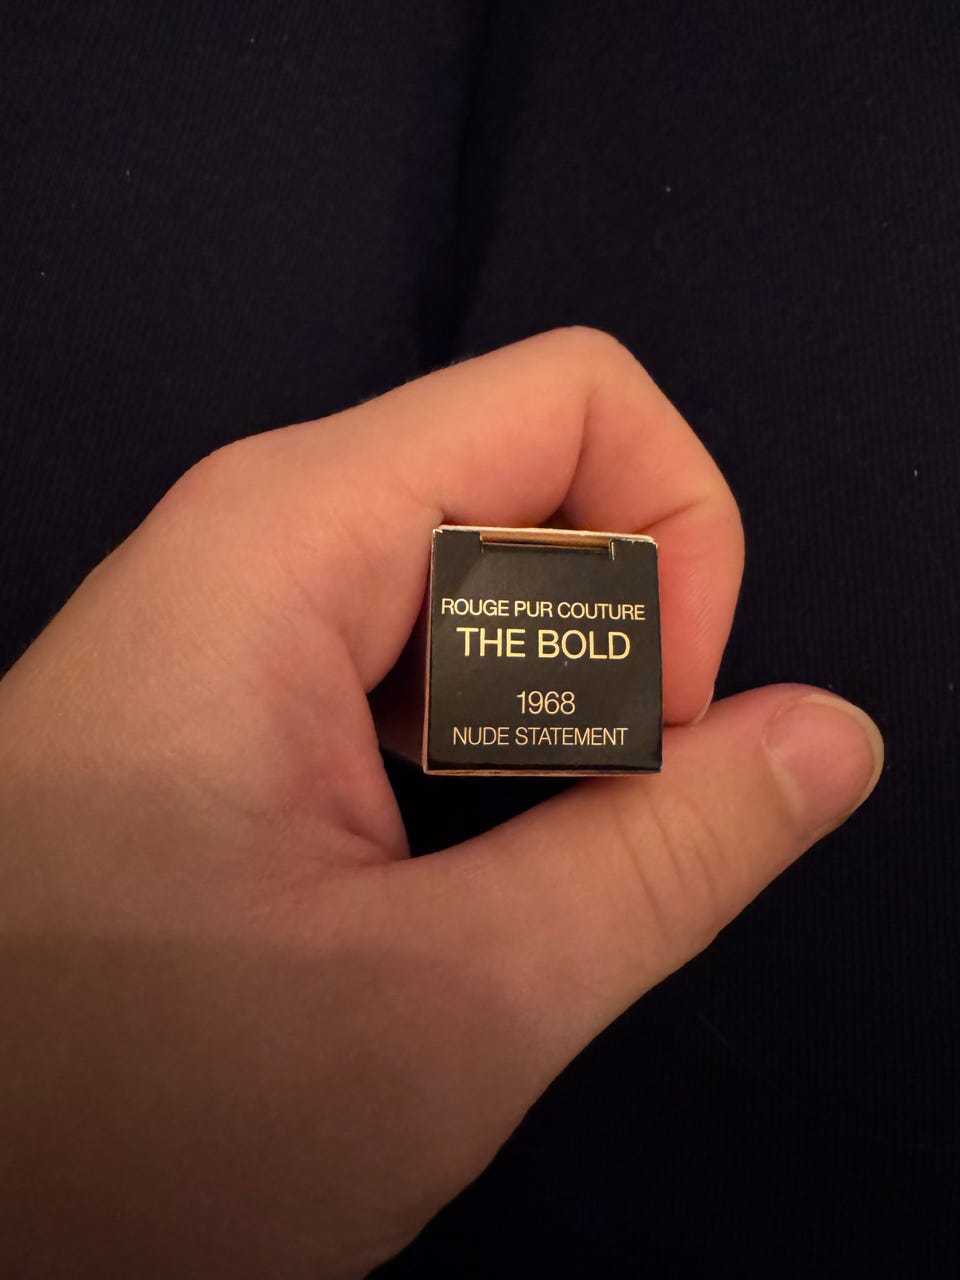 ROUGE PUR COUTURE
THE BOLD
1968
NUDE STATEMENT